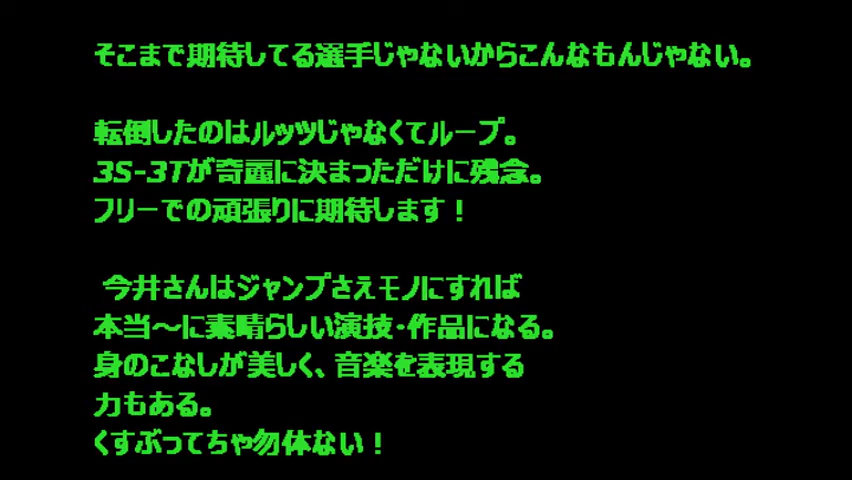 そこまで期待してる選手じゃないからこんなもんじゃない。
転倒したのはルッツじゃなくてループ。
3S-3Tが奇麗に決まっただけに残念。
フリーでの頑張りに期待します！
今井さんはジャンプさえモノにすれば
本当〜に素晴らしい演技・作品になる。
身のこなしが美しく、音楽を表現する
力もある。
くすぶってちゃ勿体ない！